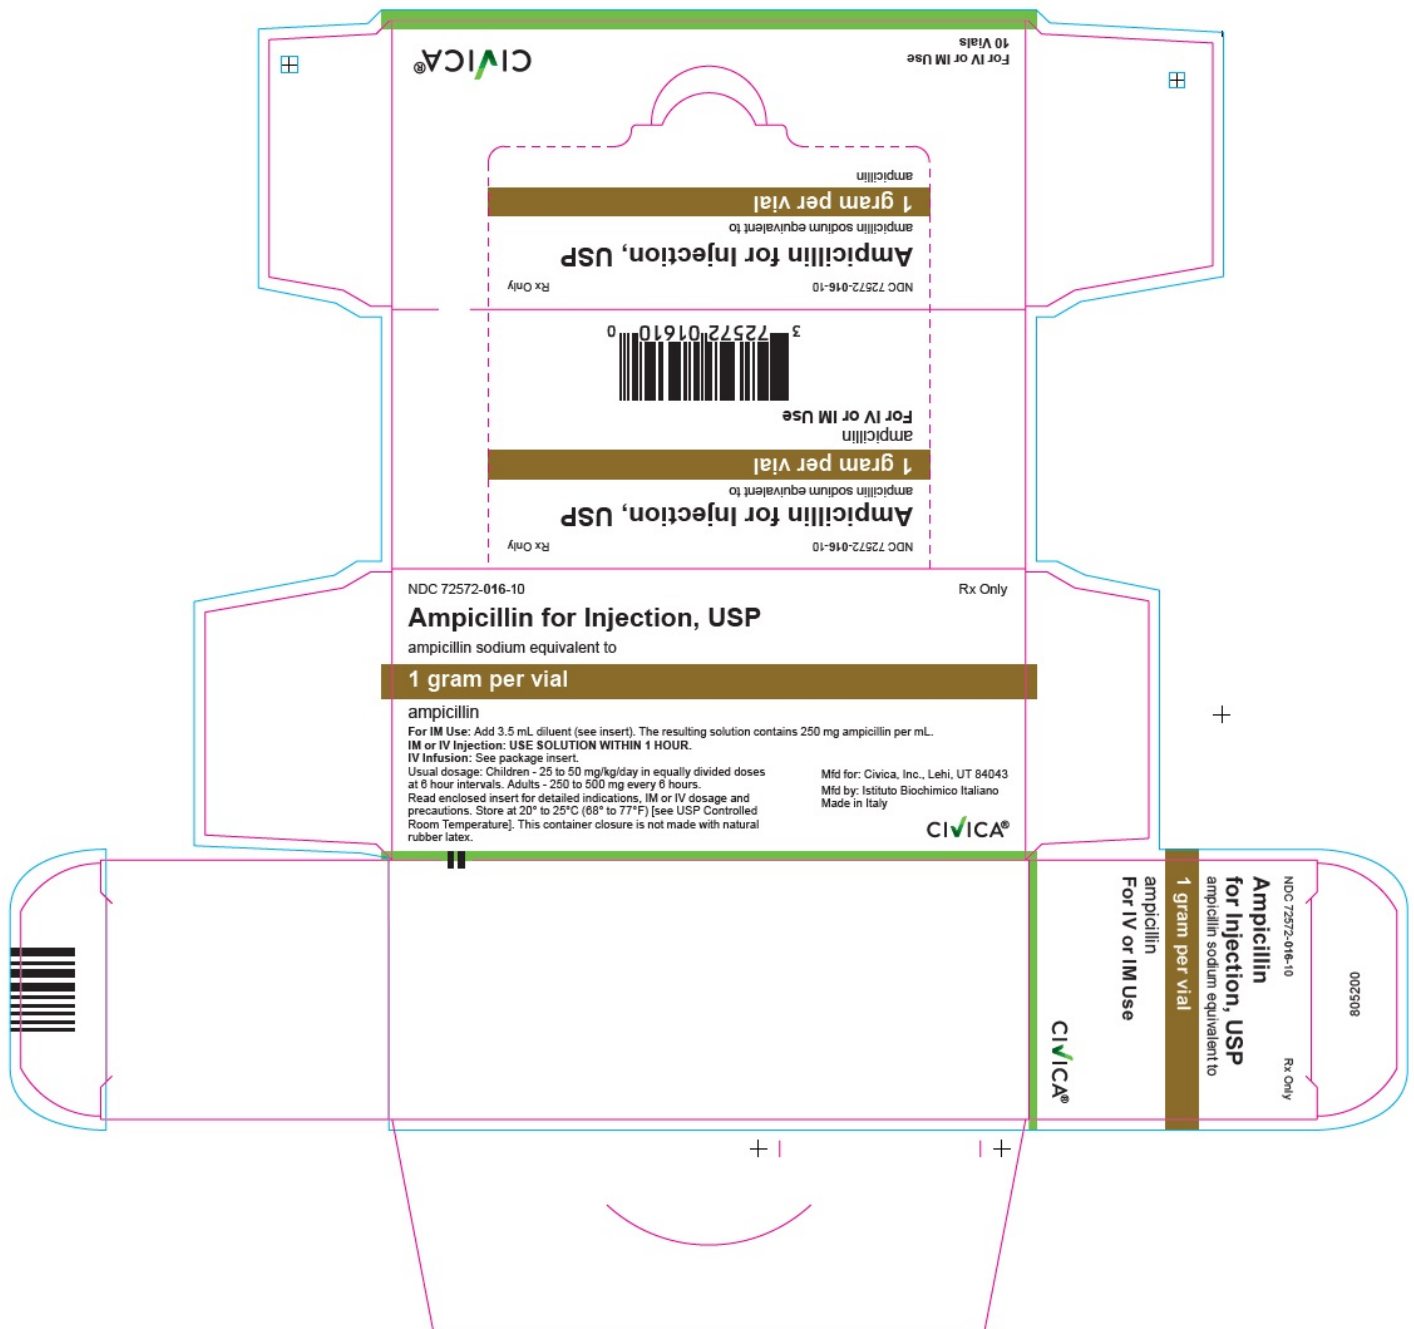 CIVICA®
For IV or IM Use
10 Vials
NDC 72572-016-10 Rx Only
Ampicillin for Injection, USP
ampicillin sodium equivalent to
1 gram per vial
ampicillin
3 72572 01610 0
NDC 72572-016-10 Rx Only
Ampicillin for Injection, USP
ampicillin sodium equivalent to
1 gram per vial
ampicillin
For IV or IM Use
NDC 72572-016-10 Rx Only
Ampicillin for Injection, USP
ampicillin sodium equivalent to
1 gram per vial
ampicillin
For IM Use: Add 3.5 mL diluent (see insert). The resulting solution contains 250 mg ampicillin per mL.
IM or IV Injection: USE SOLUTION WITHIN 1 HOUR.
IV Infusion: See package insert.
Usual dosage: Children - 25 to 50 mg/kg/day in equally divided doses
at 6 hour intervals. Adults - 250 to 500 mg every 6 hours.
Read enclosed insert for detailed indications, IM or IV dosage and
precautions. Store at 20° to 25°C (68° to 77°F) [see USP Controlled
Room Temperature]. This container closure is not made with natural
rubber latex.
Mfd for: Civica, Inc., Lehi, UT 84043
Mfd by: Istituto Biochimico Italiano
Made in Italy
CIVICA®
NDC 72572-016-10 Rx Only
Ampicillin
for Injection, USP
ampicillin sodium equivalent to
1 gram per vial
ampicillin
For IV or IM Use
CIVICA®
805200